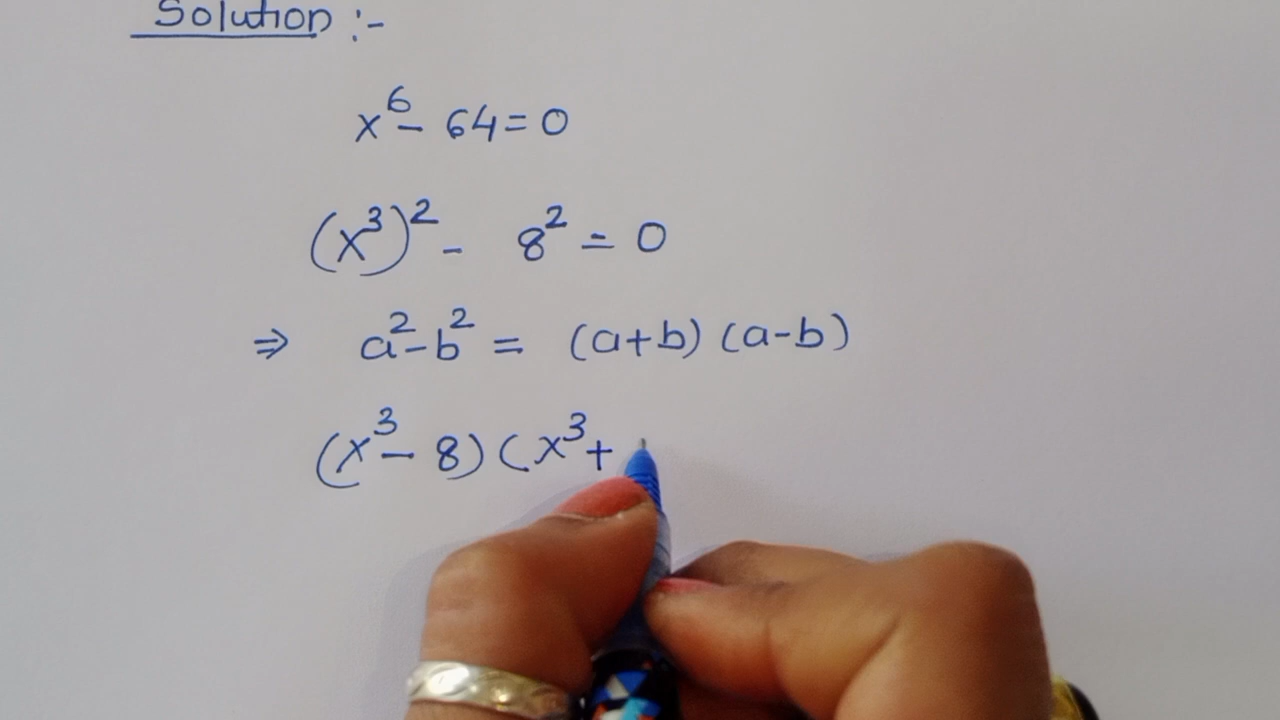 Solution :-
x⁶ - 64 = 0
(x³)² - 8² = 0
⇒ a² - b² = (a+b) (a-b)
(x³ - 8) (x³ +